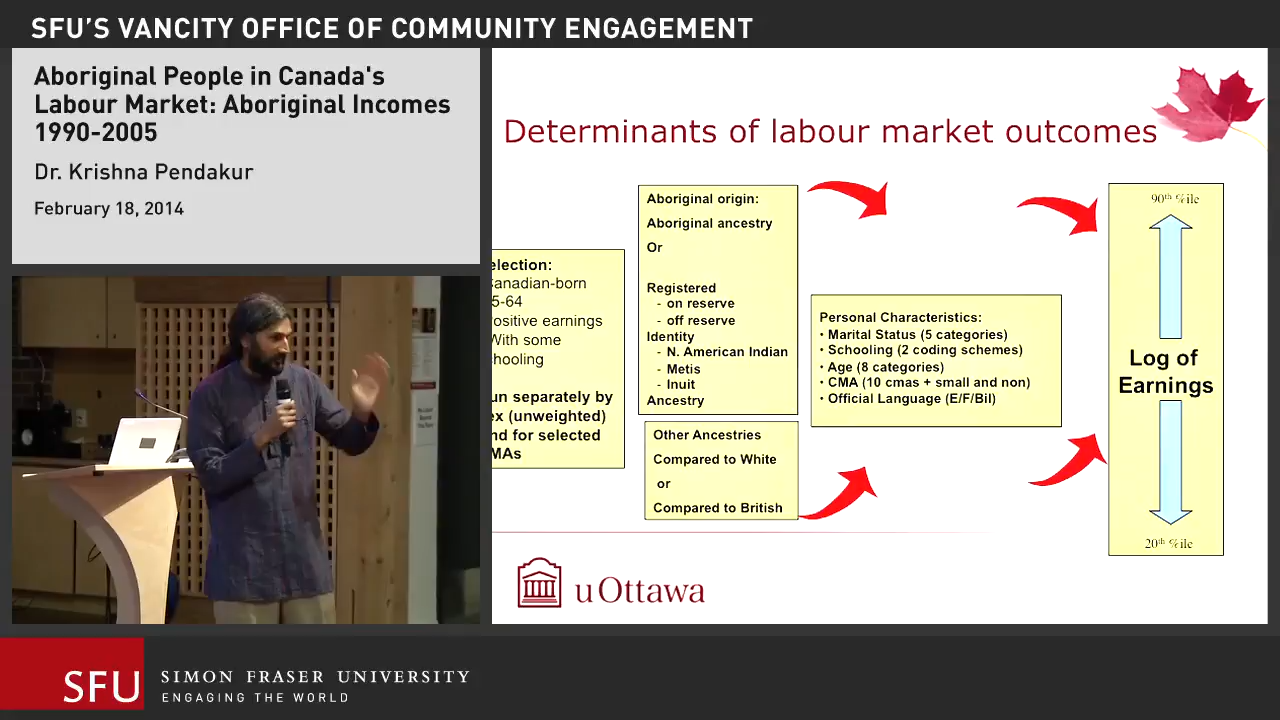 SFU'S VANCITY OFFICE OF COMMUNITY ENGAGEMENT
Aboriginal People in Canada's
Labour Market: Aboriginal Incomes
1990-2005
Dr. Krishna Pendakur
February 18, 2014
Determinants of labour market outcomes
election:
anadian-born
5-64
ositive earnings
With some
hooling
un separately by
ex (unweighted)
nd for selected
MAs
Aboriginal origin:
Aboriginal ancestry
Or
Registered
- on reserve
- off reserve
Identity
- N. American Indian
- Metis
- Inuit
Ancestry
Other Ancestries
Compared to White
or
Compared to British
Personal Characteristics:
• Marital Status (5 categories)
• Schooling (2 coding schemes)
• Age (8 categories)
• CMA (10 cmas + small and non)
• Official Language (E/F/Bil)
90th %ile
Log of
Earnings
20th %ile
uOttawa
SFU
SIMON FRASER UNIVERSITY
ENGAGING THE WORLD